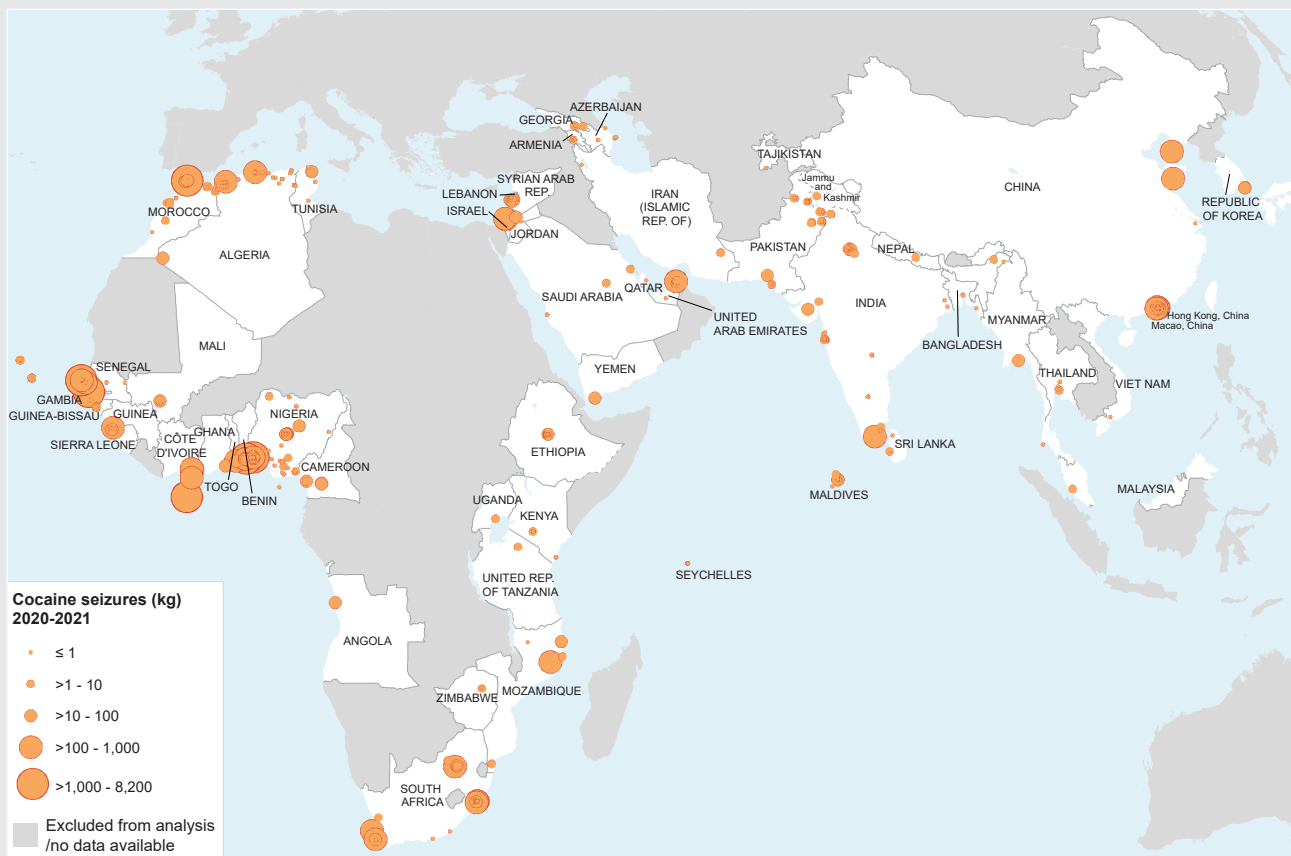 AZERBAIJAN
GEORGIA
ARMENIA
TAJIKISTAN
Jammu
and
Kashmir
SYRIAN ARAB
REP.
LEBANON
ISRAEL
JORDAN
IRAN
(ISLAMIC
REP. OF)
CHINA
REPUBLIC
OF KOREA
MOROCCO
TUNISIA
ALGERIA
PAKISTAN
NEPAL
SAUDI ARABIA
QATAR
UNITED
ARAB EMIRATES
INDIA
BANGLADESH
MYANMAR
Hong Kong, China
Macao, China
MALI
YEMEN
THAILAND
VIET NAM
SENEGAL
GAMBIA
GUINEA-BISSAU
GUINEA
SIERRA LEONE
CÔTE
D'IVOIRE
GHANA
TOGO
BENIN
NIGERIA
CAMEROON
ETHIOPIA
SRI LANKA
MALDIVES
MALAYSIA
UGANDA
KENYA
UNITED REP.
OF TANZANIA
SEYCHELLES
ANGOLA
ZIMBABWE
MOZAMBIQUE
SOUTH
AFRICA
Cocaine seizures (kg)
2020-2021
≤ 1
>1 - 10
>10 - 100
>100 - 1,000
>1,000 - 8,200
Excluded from analysis
/no data available